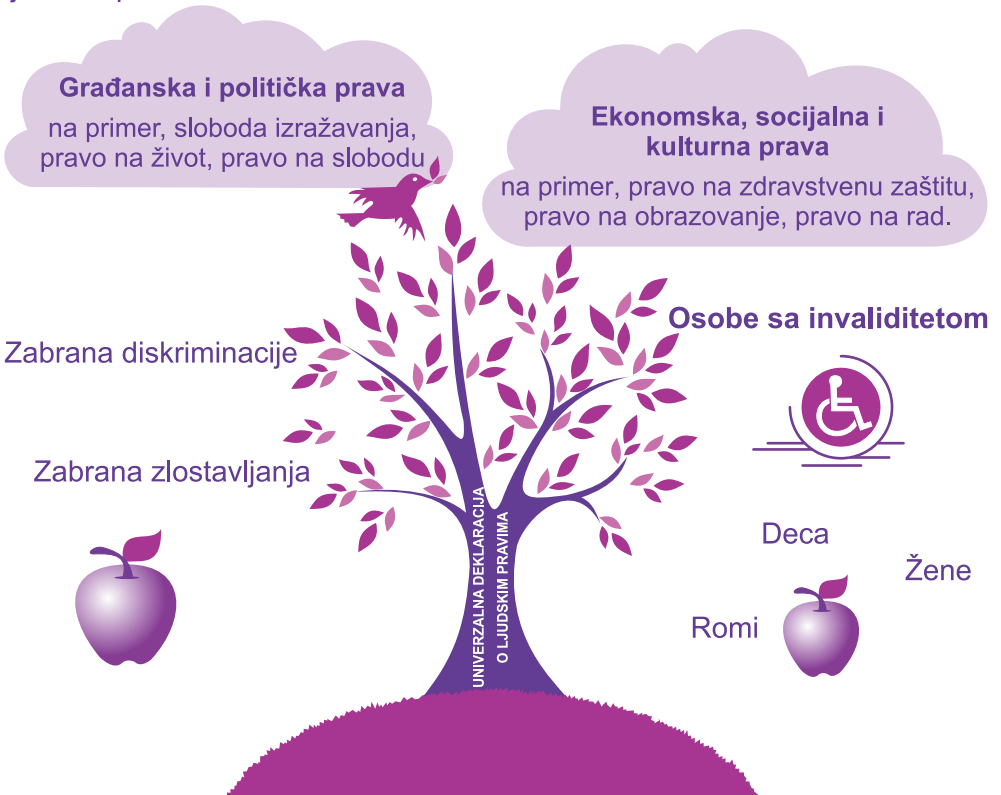 Građanska i politička prava
na primer, sloboda izražavanja,
pravo na život, pravo na slobodu
Ekonomska, socijalna i
kulturna prava
na primer, pravo na zdravstvenu zaštitu,
pravo na obrazovanje, pravo na rad.
Osobe sa invaliditetom
Zabrana diskriminacije
Zabrana zlostavljanja
UNIVERZALNA DEKLARACIJA
O LJUDSKIM PRAVIMA
Deca
Žene
Romi